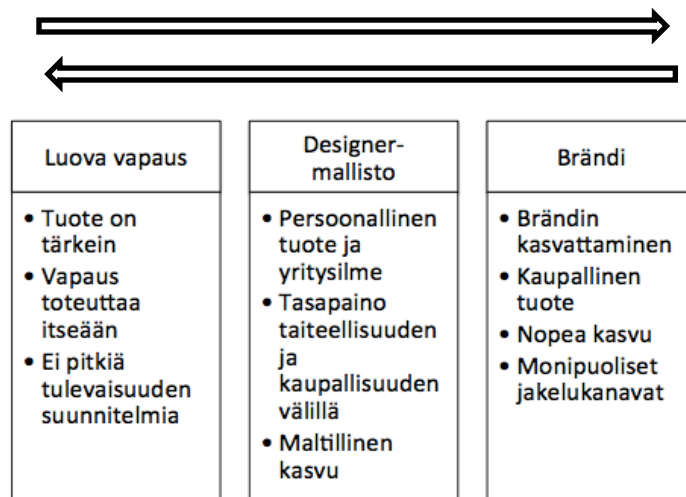 Luova vapaus
• Tuote on
tärkein
• Vapaus
toteuttaa
itseään
• Ei pitkiä
tulevaisuuden
suunnitelmia
Designer-
mallisto
• Persoonallinen
tuote ja
yritysilme
• Tasapaino
taiteellisuuden
ja
kaupallisuuden
välillä
• Maltillinen
kasvu
Brändi
• Brändin
kasvattaminen
• Kaupallinen
tuote
• Nopea kasvu
• Monipuoliset
jakelukanavat